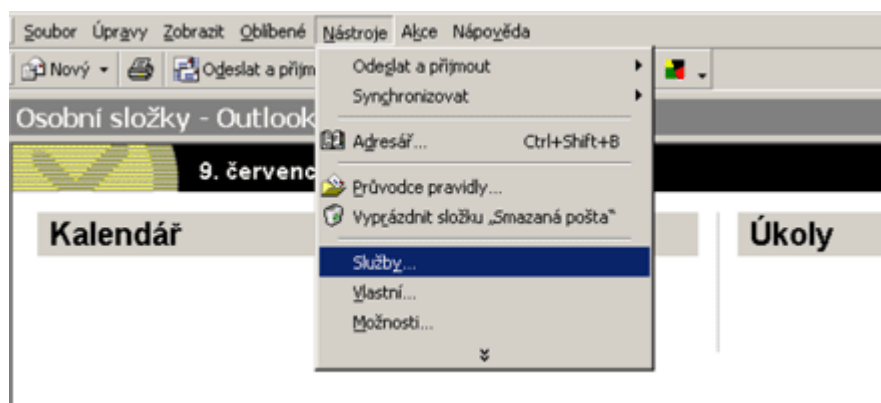 Soubor Úpravy Zobrazit Oblíbené Nástroje Akce Nápověda
Nový Odeslat a přijm
Odeslat a přijmout
Synchronizovat
Osobní složky - Outlook
Adresář... Ctrl+Shift+B
9. červenc
Průvodce pravidly...
Vyprázdnit složku „Smazaná pošta“
Kalendář
Úkoly
Služby...
Vlastní...
Možnosti...